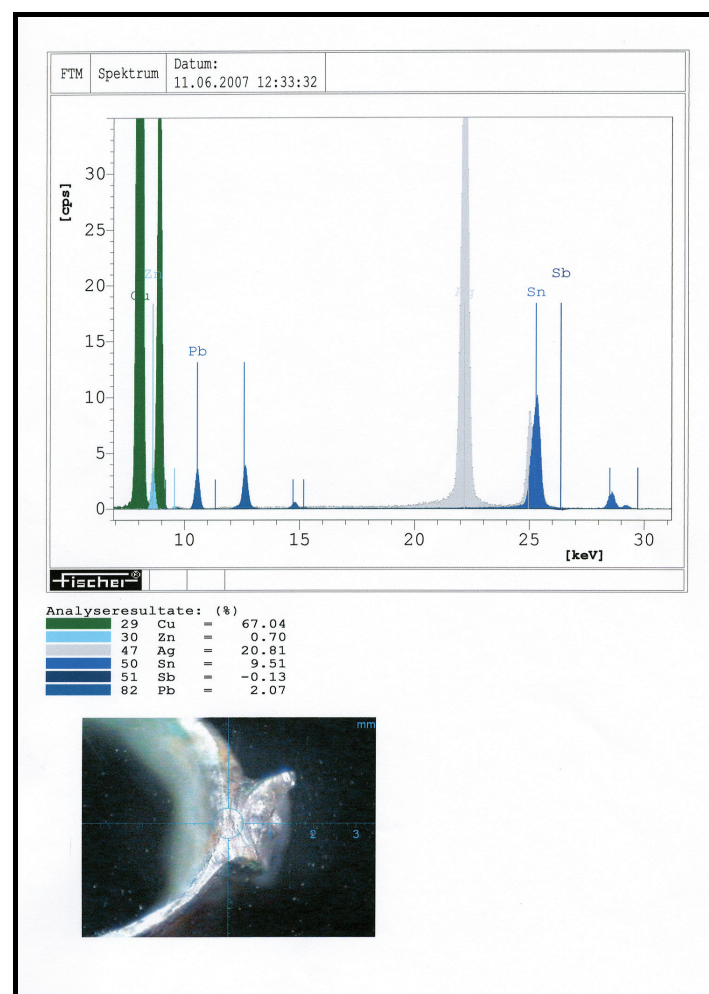 FTM Spektrum Datum:
11.06.2007 12:33:32
[cps]
35
30
25
20
15
10
5
0
Zn
Cu
Pb
Ag
Sn
Sb
10 15 20 25 30
[keV]
Fischer®
Analyseresultate: (%)
29 Cu = 67.04
30 Zn = 0.70
47 Ag = 20.81
50 Sn = 9.51
51 Sb = -0.13
82 Pb = 2.07
mm
1 2 3